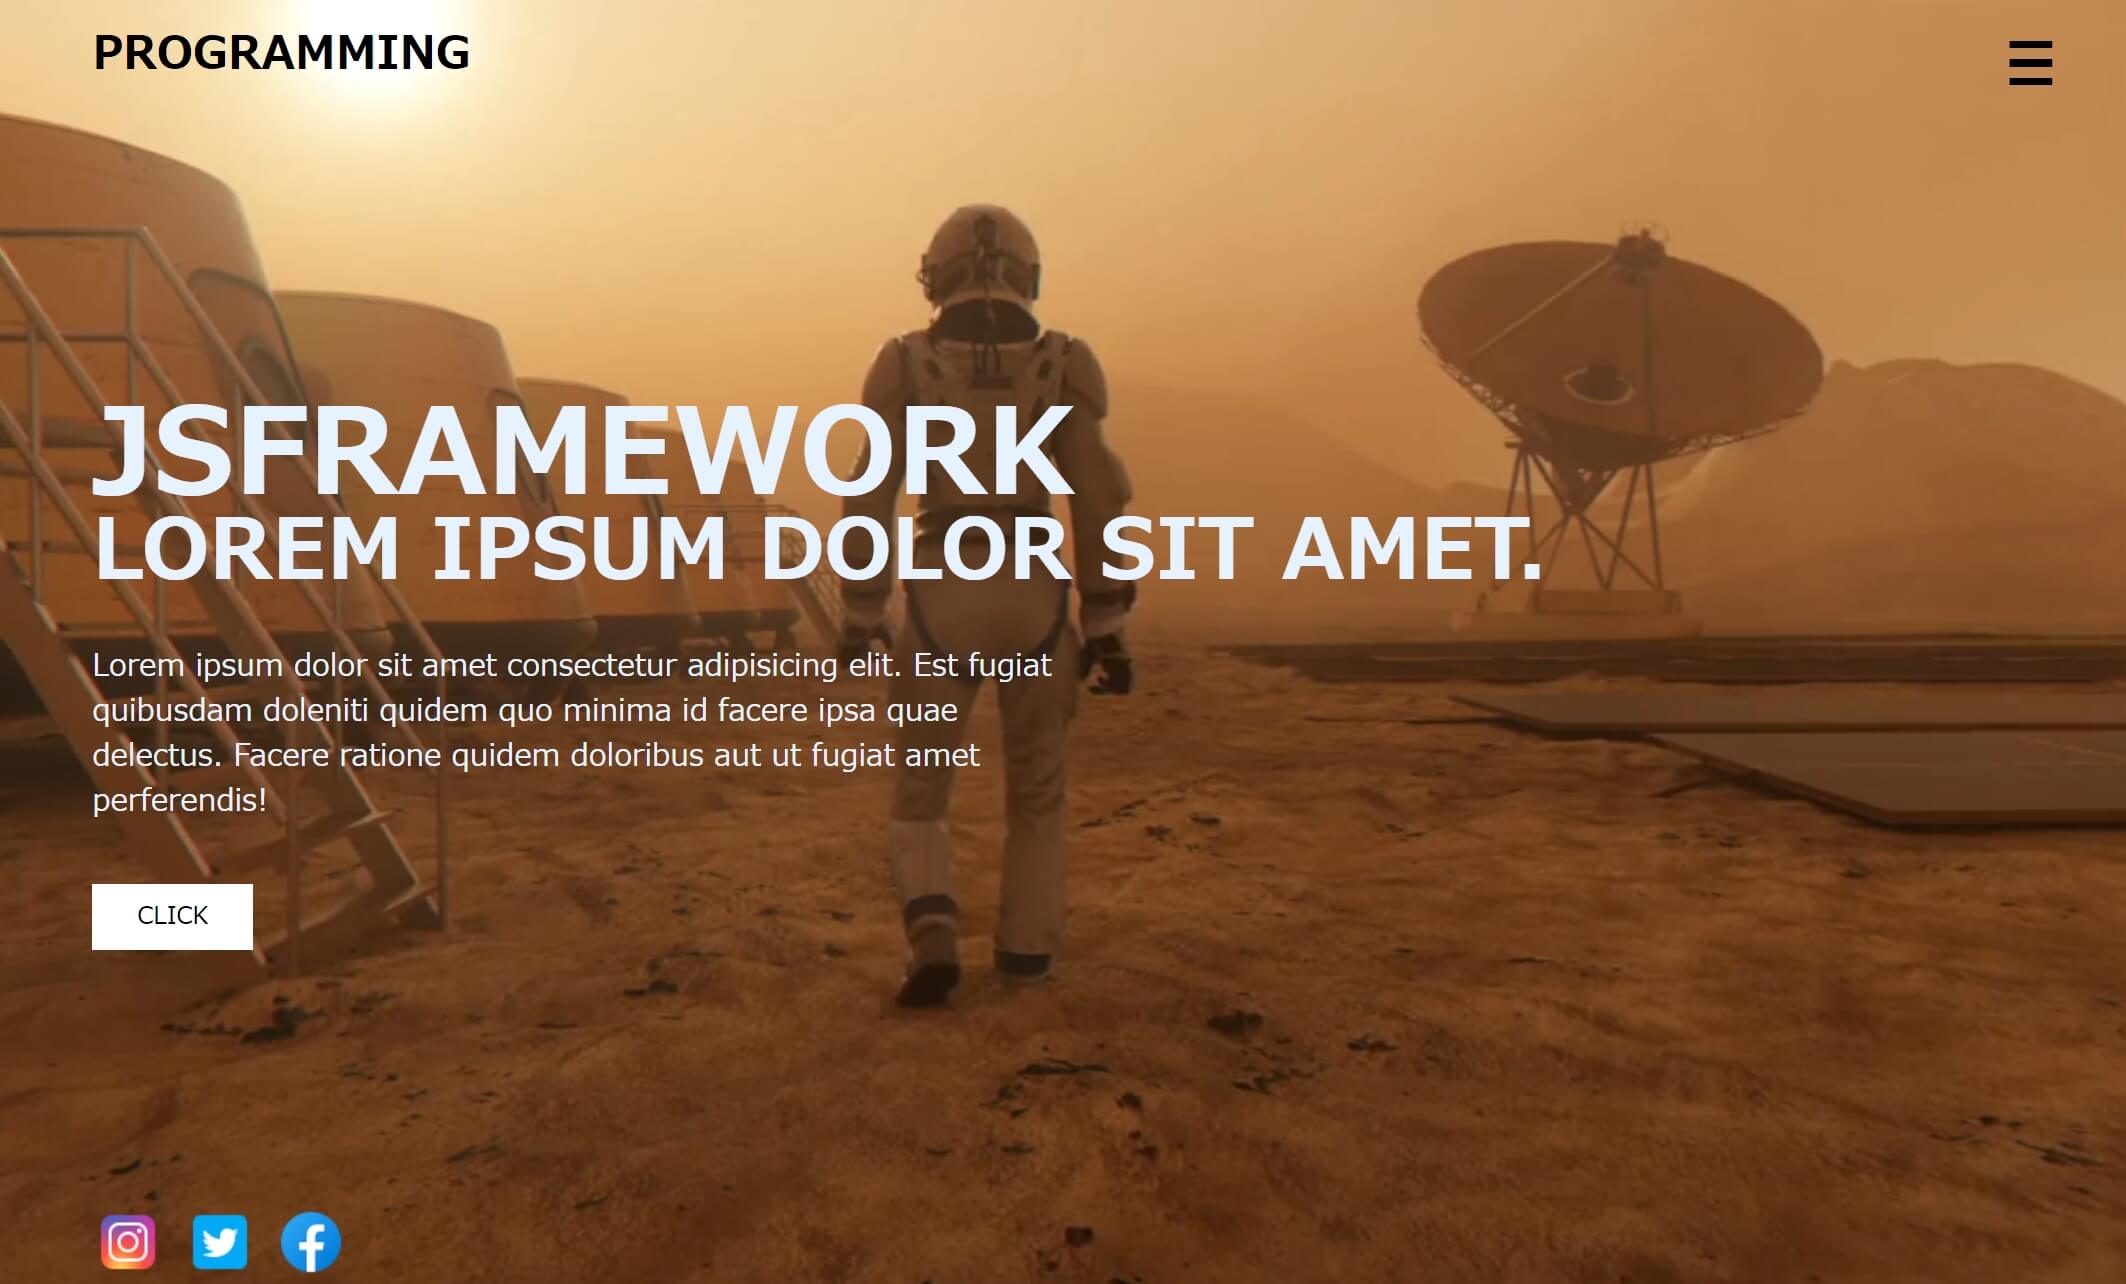 PROGRAMMING
JSFRAMEWORK
LOREM IPSUM DOLOR SIT AMET.
Lorem ipsum dolor sit amet consectetur adipisicing elit. Est fugiat
quibusdam doleniti quidem quo minima id facere ipsa quae
delectus. Facere ratione quidem doloribus aut ut fugiat amet
perferendis!
CLICK